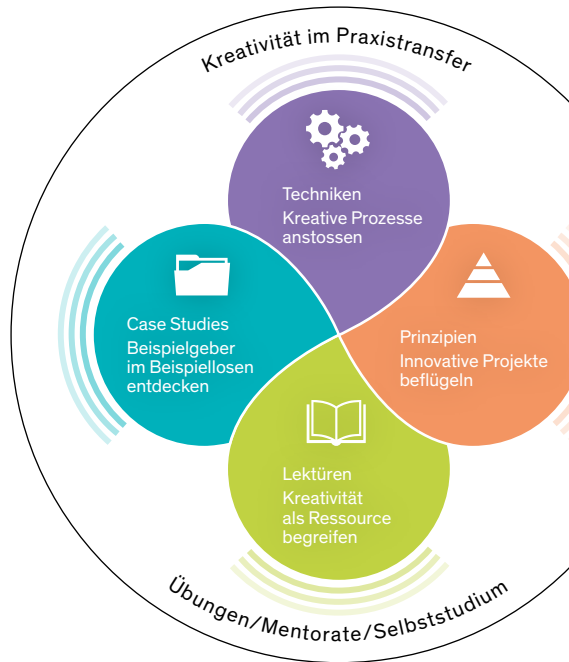 Kreativität im Praxistransfer
Techniken
Kreative Prozesse
anstossen
Case Studies
Beispielgeber
im Beispiellosen
entdecken
Prinzipien
Innovative Projekte
beflügeln
Lektüren
Kreativität
als Ressource
begreifen
Übungen/Mentorate/Selbststudium